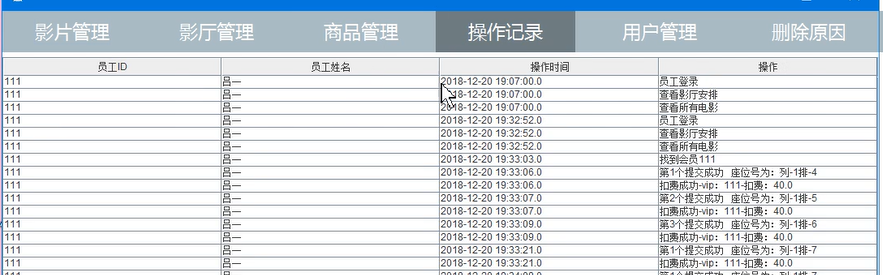 影片管理 影厅管理 商品管理 操作记录 用户管理 删除原因
员工ID 员工姓名 操作时间 操作
111 吕一 2018-12-20 19:07:00.0 员工登录
111 吕一 2018-12-20 19:07:00.0 查看影厅安排
111 吕一 2018-12-20 19:07:00.0 查看所有电影
111 吕一 2018-12-20 19:32:52.0 员工登录
111 吕一 2018-12-20 19:32:52.0 查看影厅安排
111 吕一 2018-12-20 19:32:52.0 查看所有电影
111 吕一 2018-12-20 19:33:03.0 找到会员111
111 吕一 2018-12-20 19:33:06.0 第1个提交成功 座位号为：列-1排-4
111 吕一 2018-12-20 19:33:06.0 扣费成功-vip：111-扣费：40.0
111 吕一 2018-12-20 19:33:07.0 第2个提交成功 座位号为：列-1排-5
111 吕一 2018-12-20 19:33:07.0 扣费成功-vip：111-扣费：40.0
111 吕一 2018-12-20 19:33:09.0 第3个提交成功 座位号为：列-1排-6
111 吕一 2018-12-20 19:33:09.0 扣费成功-vip：111-扣费：40.0
111 吕一 2018-12-20 19:33:21.0 第1个提交成功 座位号为：列-1排-7
111 吕一 2018-12-20 19:33:21.0 扣费成功-vip：111-扣费：40.0